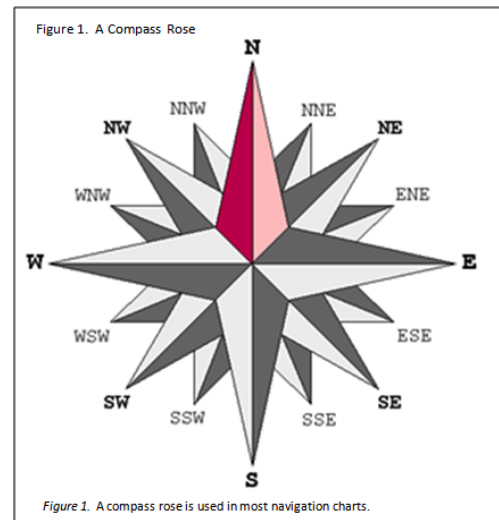 Figure 1. A Compass Rose
N
NNW NNE
NW NE
WNW ENE
W E
WSW ESE
SW SE
SSW SSE
S
Figure 1. A compass rose is used in most navigation charts.